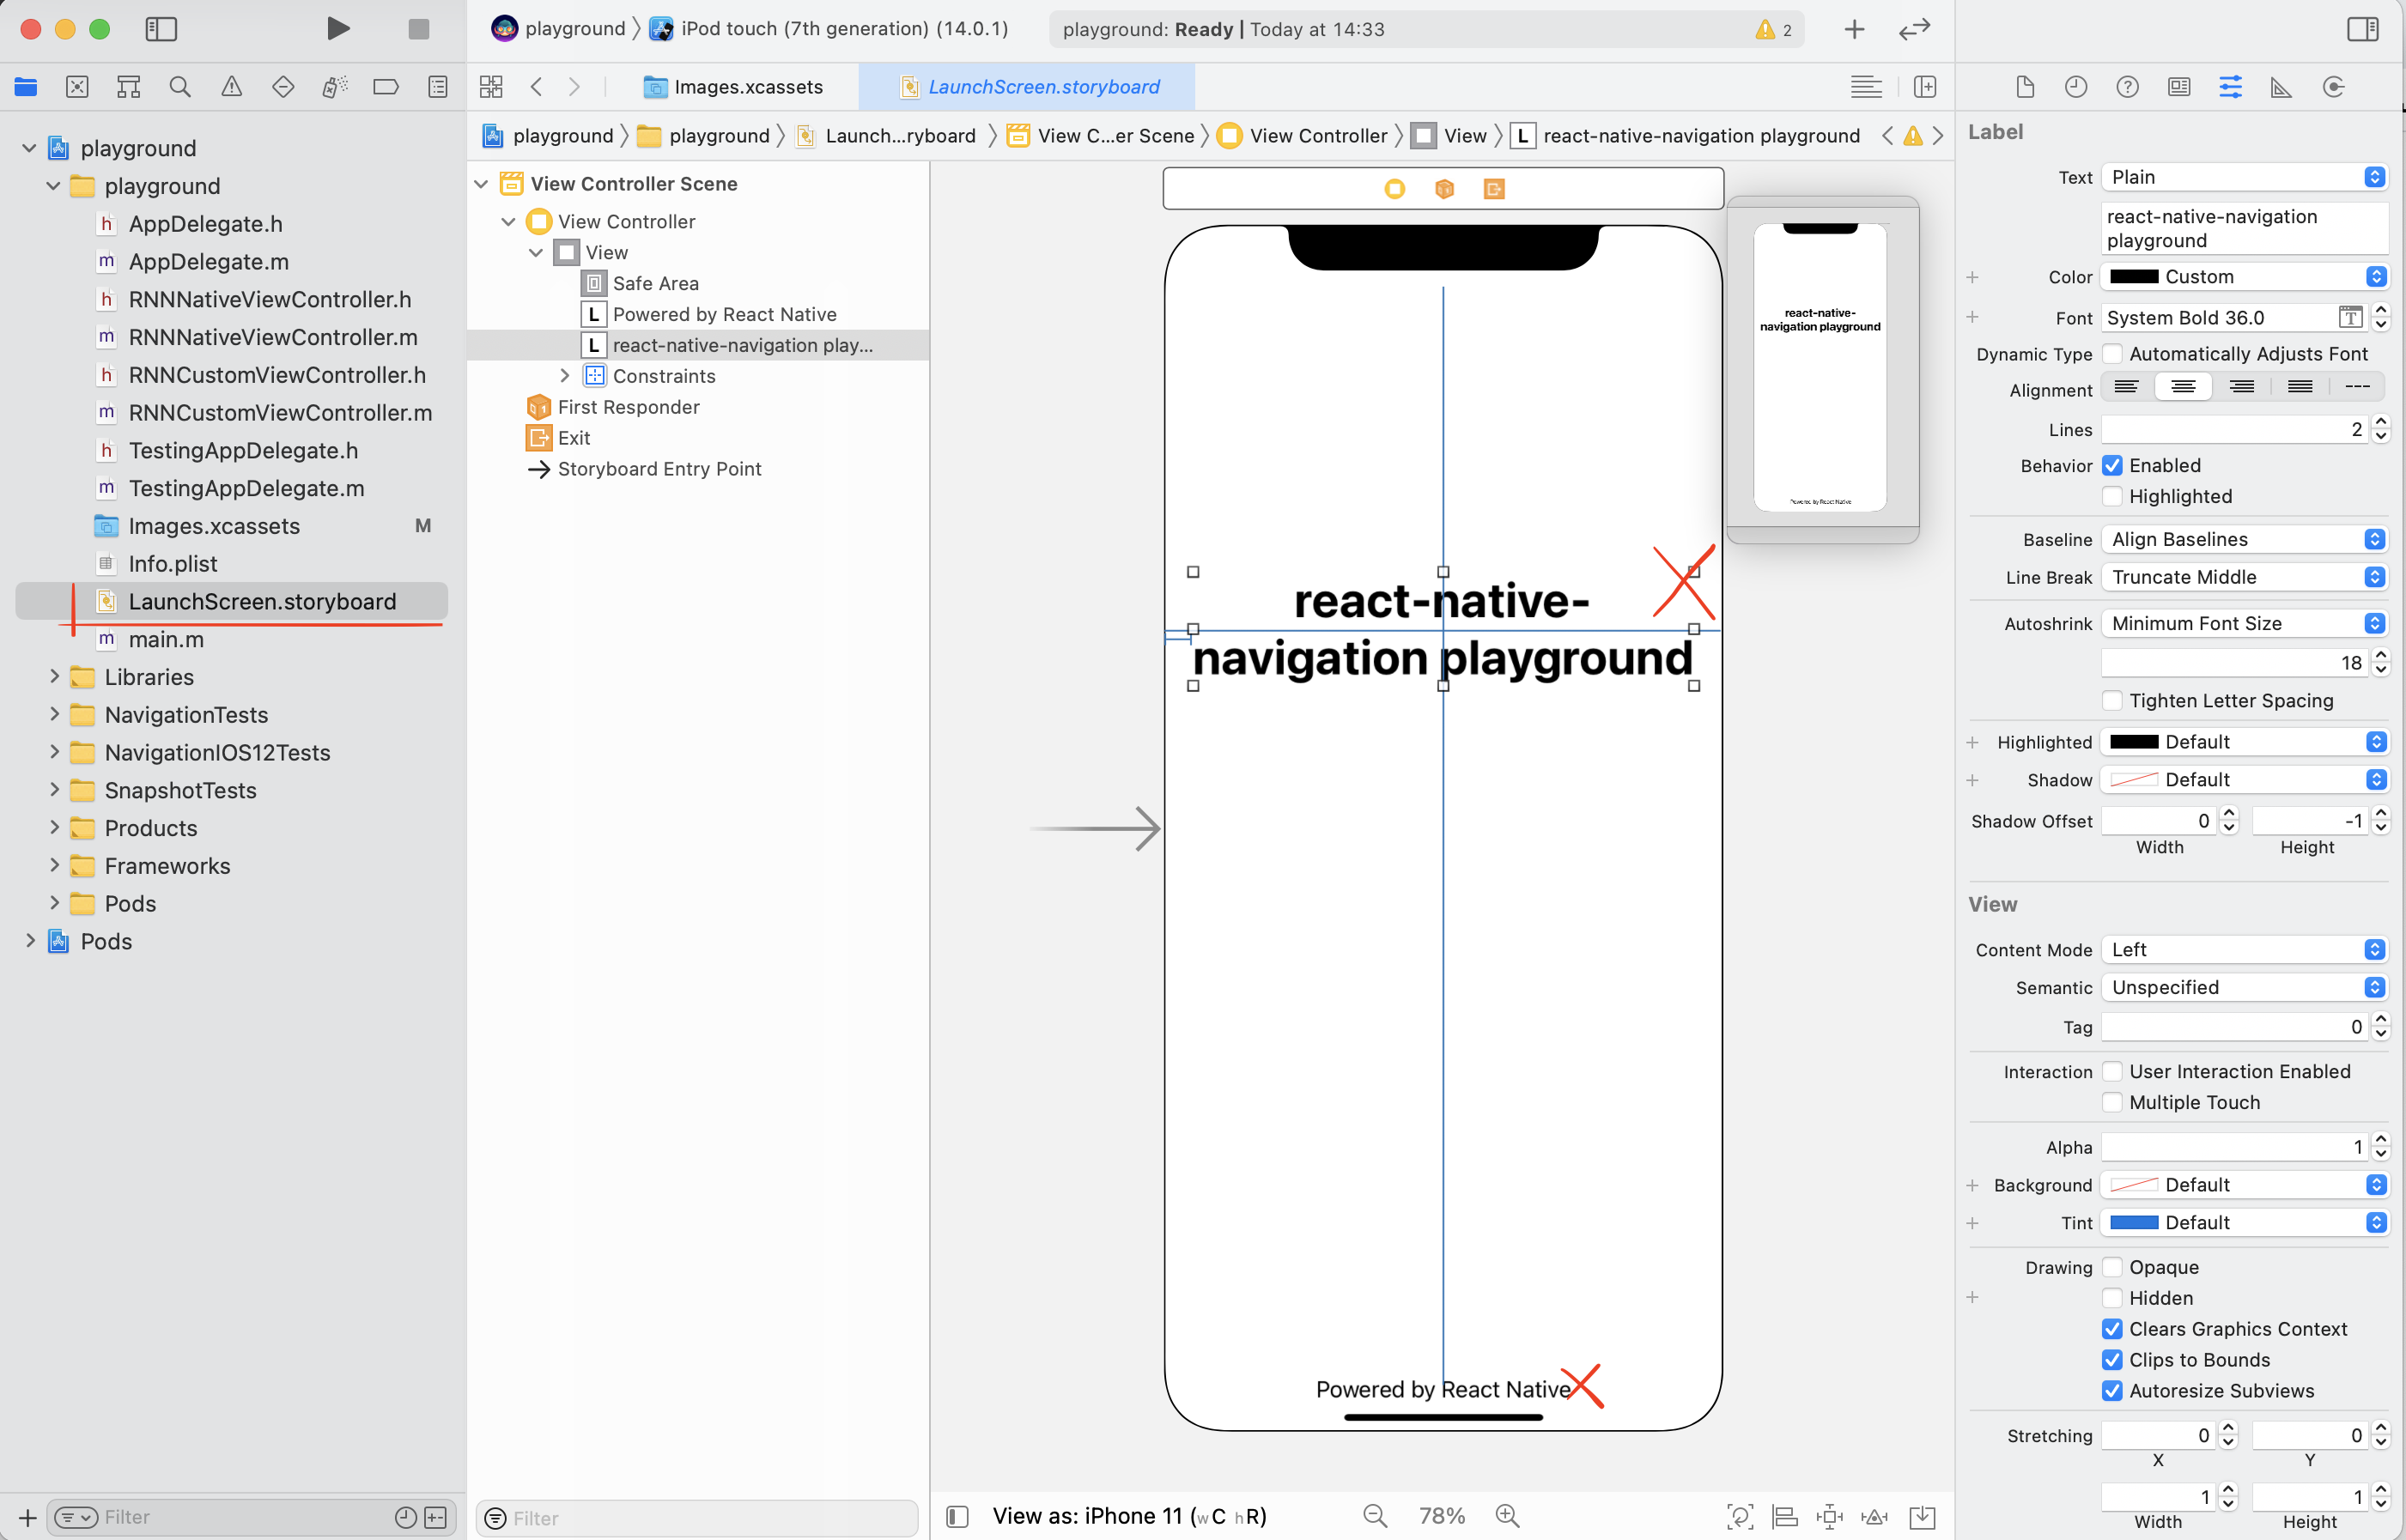 playground
iPod touch (7th generation) (14.0.1)
playground: Ready | Today at 14:33
2
Images.xcassets
LaunchScreen.storyboard
playground
playground
Launch...ryboard
View C...er Scene
View Controller
View
L
react-native-navigation playground
playground
playground
h AppDelegate.h
m AppDelegate.m
h RNNNativeViewController.h
m RNNNativeViewController.m
h RNNCustomViewController.h
m RNNCustomViewController.m
h TestingAppDelegate.h
m TestingAppDelegate.m
Images.xcassets M
Info.plist
LaunchScreen.storyboard
m main.m
Libraries
NavigationTests
NavigationIOS12Tests
SnapshotTests
Products
Frameworks
Pods
Pods
Filter
View Controller Scene
View Controller
View
Safe Area
L Powered by React Native
L react-native-navigation play...
Constraints
First Responder
Exit
Storyboard Entry Point
Filter
react-native-
navigation playground
Powered by React Native
react-native-
navigation playground
Powered by React Native
View as: iPhone 11 (wC hR)
78%
Label
Text Plain
react-native-navigation
playground
Color Custom
Font System Bold 36.0 T
Dynamic Type Automatically Adjusts Font
Alignment
Lines 2
Behavior Enabled
Highlighted
Baseline Align Baselines
Line Break Truncate Middle
Autoshrink Minimum Font Size
18
Tighten Letter Spacing
Highlighted Default
Shadow Default
Shadow Offset 0 -1
Width Height
View
Content Mode Left
Semantic Unspecified
Tag 0
Interaction User Interaction Enabled
Multiple Touch
Alpha 1
Background Default
Tint Default
Drawing Opaque
Hidden
Clears Graphics Context
Clips to Bounds
Autoresize Subviews
Stretching 0 0
X Y
1 1
Width Height